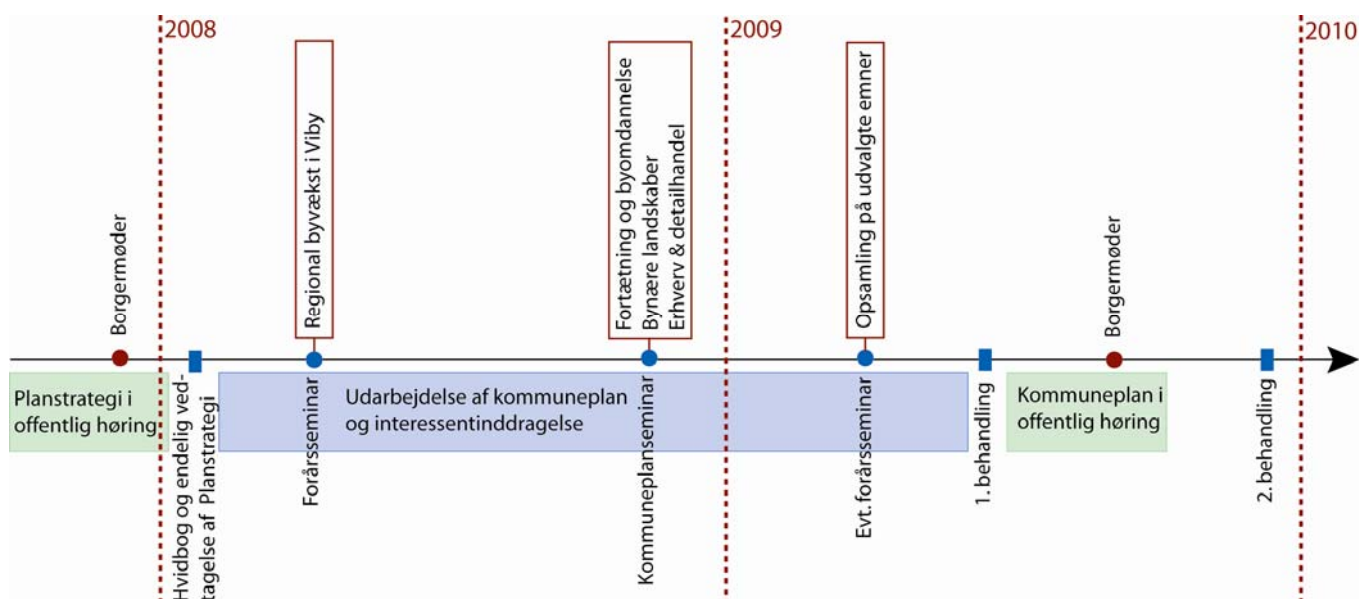 2008
2009
2010
Borgermøder
Regional byvækst i Viby
Fortætning og byomdannelse
Bynære landskaber
Erhverv & detailhandel
Opsamling på udvalgte emner
Borgermøder
Planstrategi i
offentlig høring
Hvidbog og endelig ved-
tagelse af Planstrategi
Udarbejdelse af kommuneplan
og interessentinddragelse
Forårsseminar
Kommuneplanseminar
Evt. forårsseminar
1. behandling
Kommuneplan i
offentlig høring
2. behandling